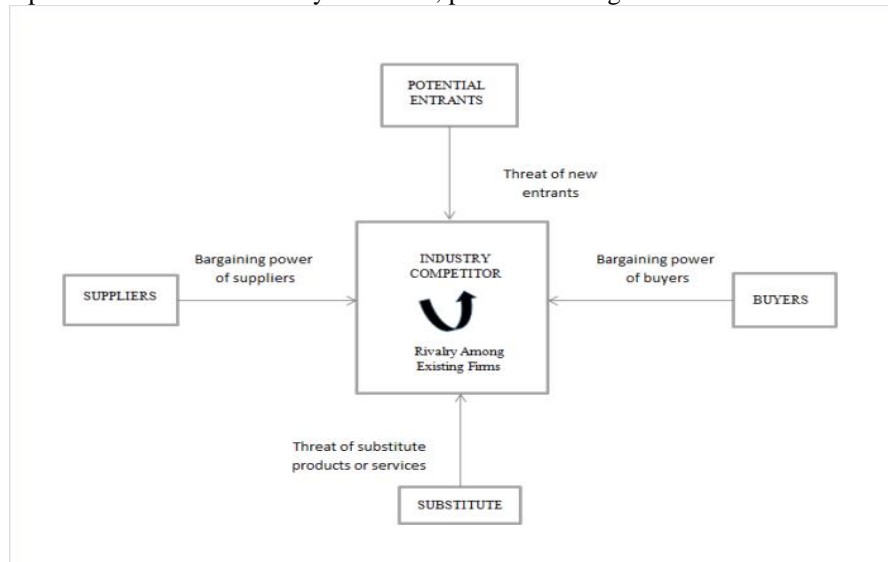 POTENTIAL
ENTRANTS
Threat of new
entrants
Bargaining power
of suppliers
INDUSTRY
COMPETITOR
Bargaining power
of buyers
SUPPLIERS
BUYERS
Rivalry Among
Existing Firms
Threat of substitute
products or services
SUBSTITUTE